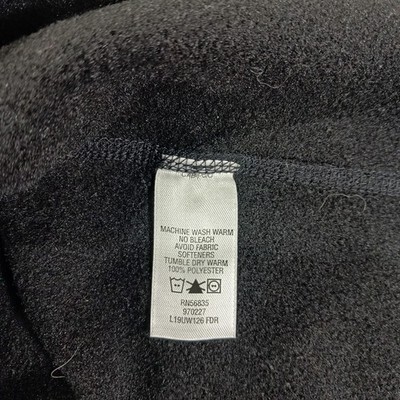 MACHINE WASH WARM
NO BLEACH
AVOID FABRIC
SOFTENERS
TUMBLE DRY WARM
100% POLYESTER
RN56835
970227
L19UW126 FDR